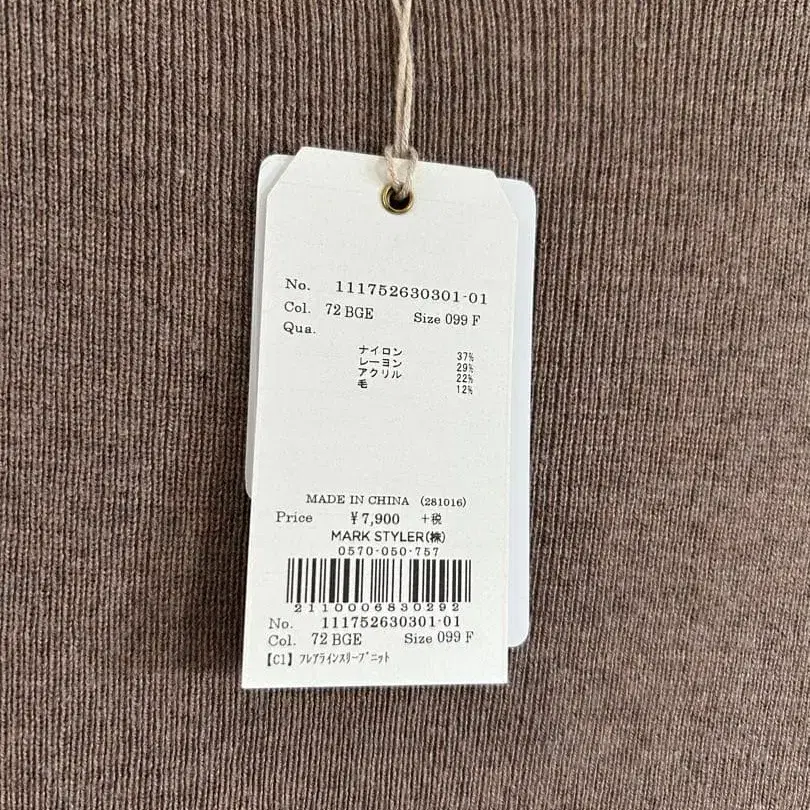 No. 111752630301-01
Col. 72 BGE Size 099 F
Qua.
ナイロン 37%
レーヨン 29%
アクリル 22%
毛 12%
MADE IN CHINA (281016)
Price ¥7,900 +税
MARK STYLER(株)
0570-050-757
2110006830292
No. 111752630301-01
Col. 72 BGE Size 099 F
【C1】フレアラインスリーブニット